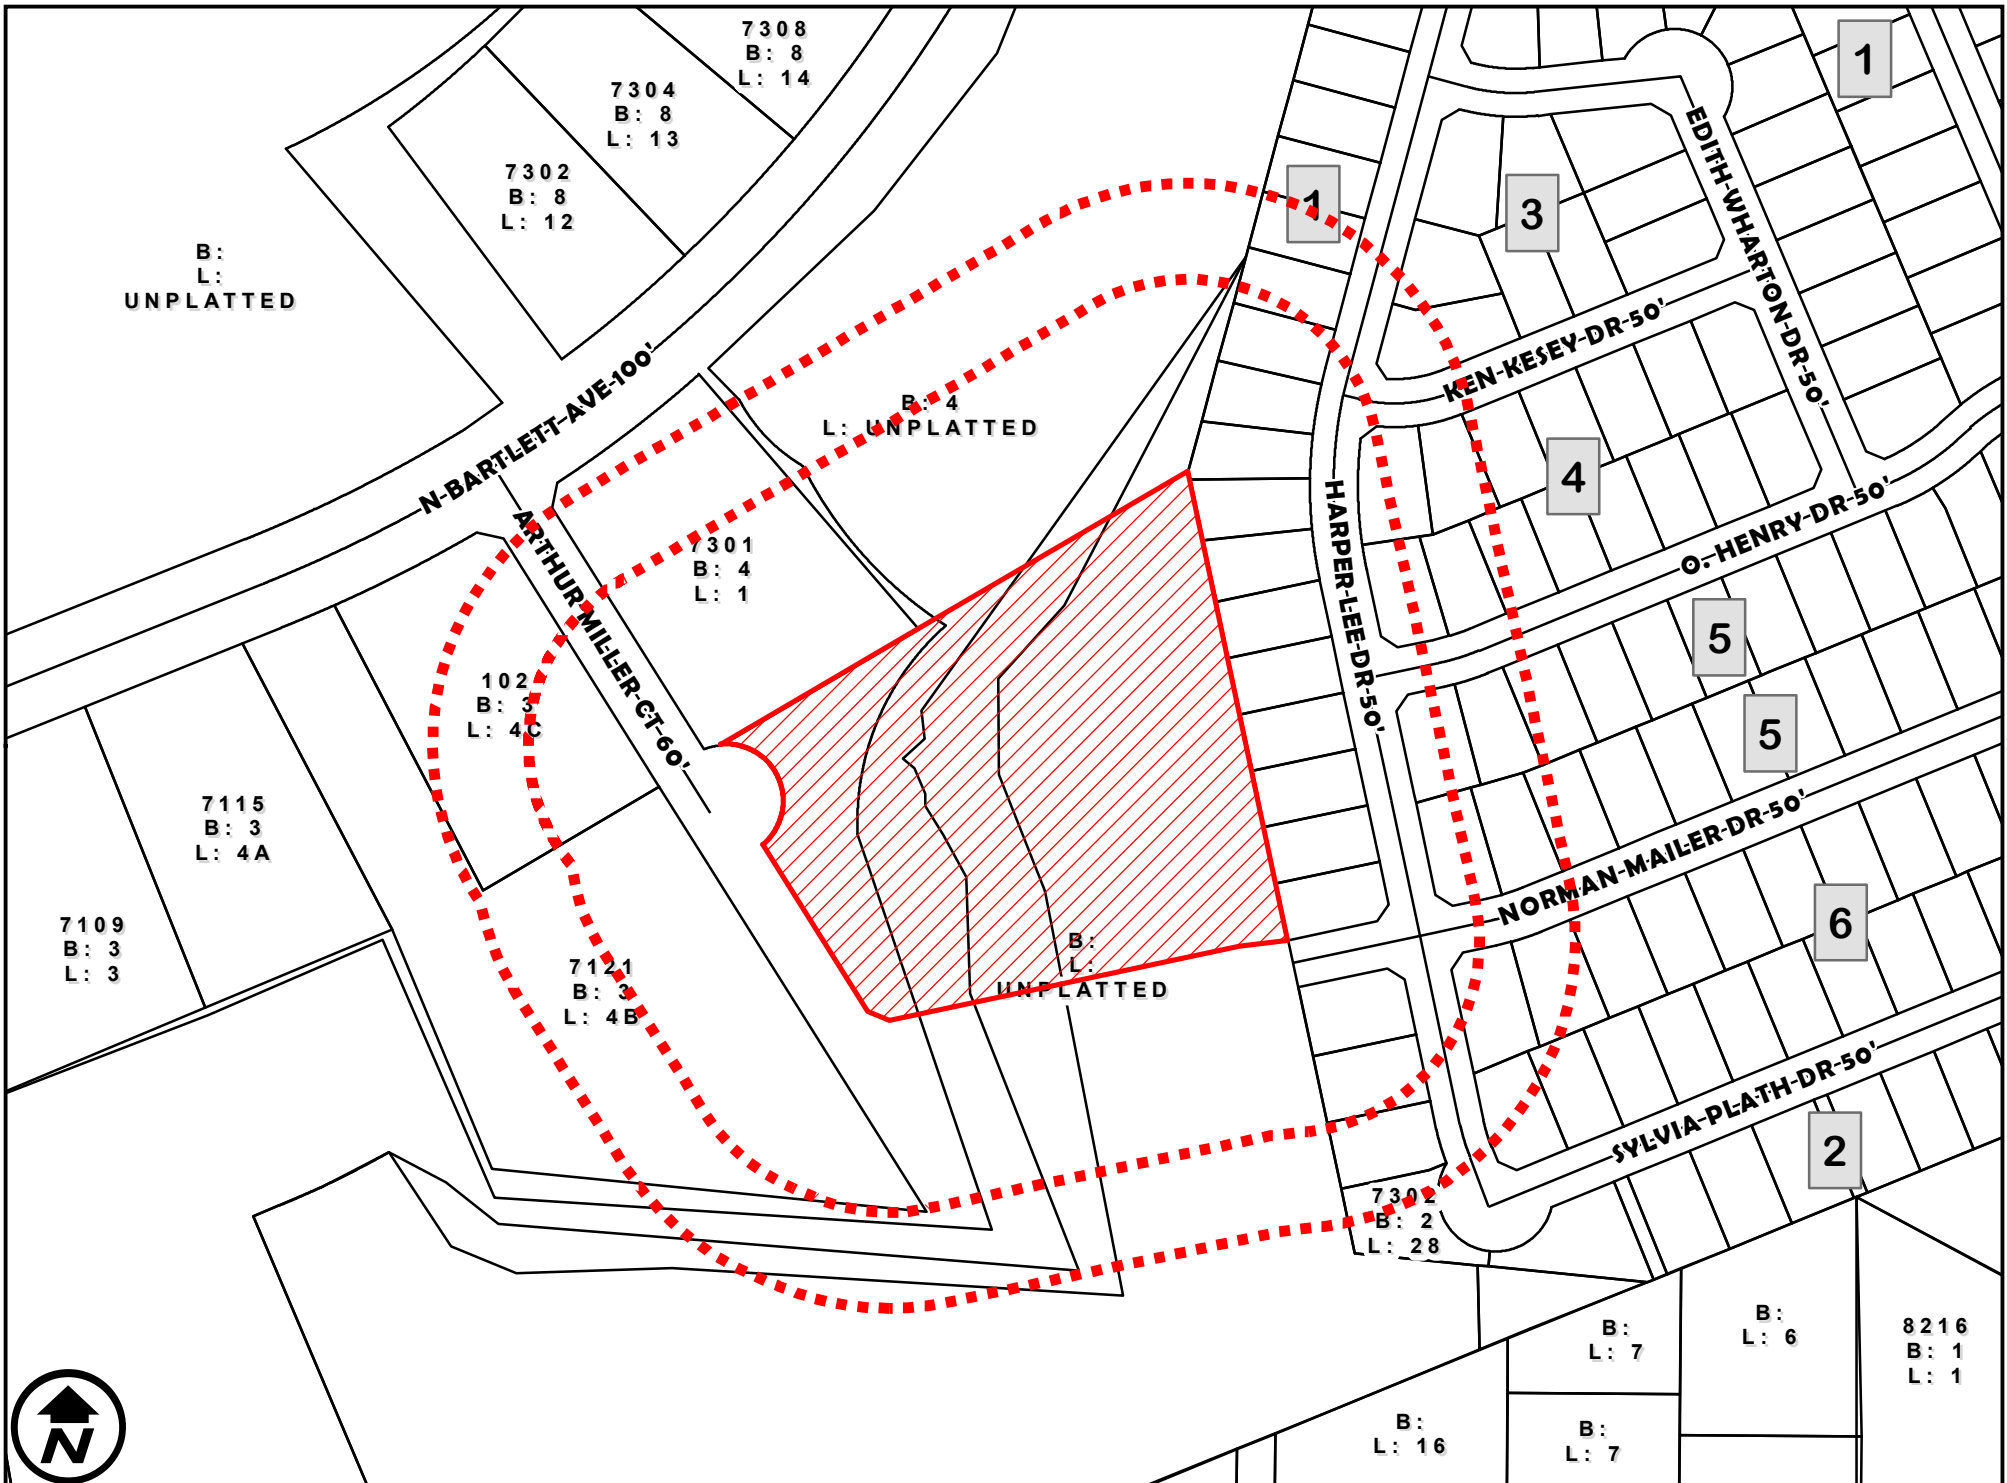 7308
B: 8
L: 14
7304
B: 8
L: 13
7302
B: 8
L: 12
B:
L:
UNPLATTED
1
1
3
EDITH-WHARTON-DR-50'
KEN-KESEY-DR-50'
N-BARTLETT-AVE-100'
B: 4
L: UNPLATTED
4
ARTHUR-MILLER-CT-60'
7301
B: 4
L: 1
HARPER-LEE-DR-50'
O.-HENRY-DR-50'
5
5
102
B: 3
L: 4C
7115
B: 3
L: 4A
NORMAN-MAILER-DR-50'
6
7109
B: 3
L: 3
7121
B: 3
L: 4B
B:
L:
UNPLATTED
SYLVIA-PLATH-DR-50'
2
7302
B: 2
L: 28
B:
L: 7
B:
L: 6
8216
B: 1
L: 1
B:
L: 16
B:
L: 7
N